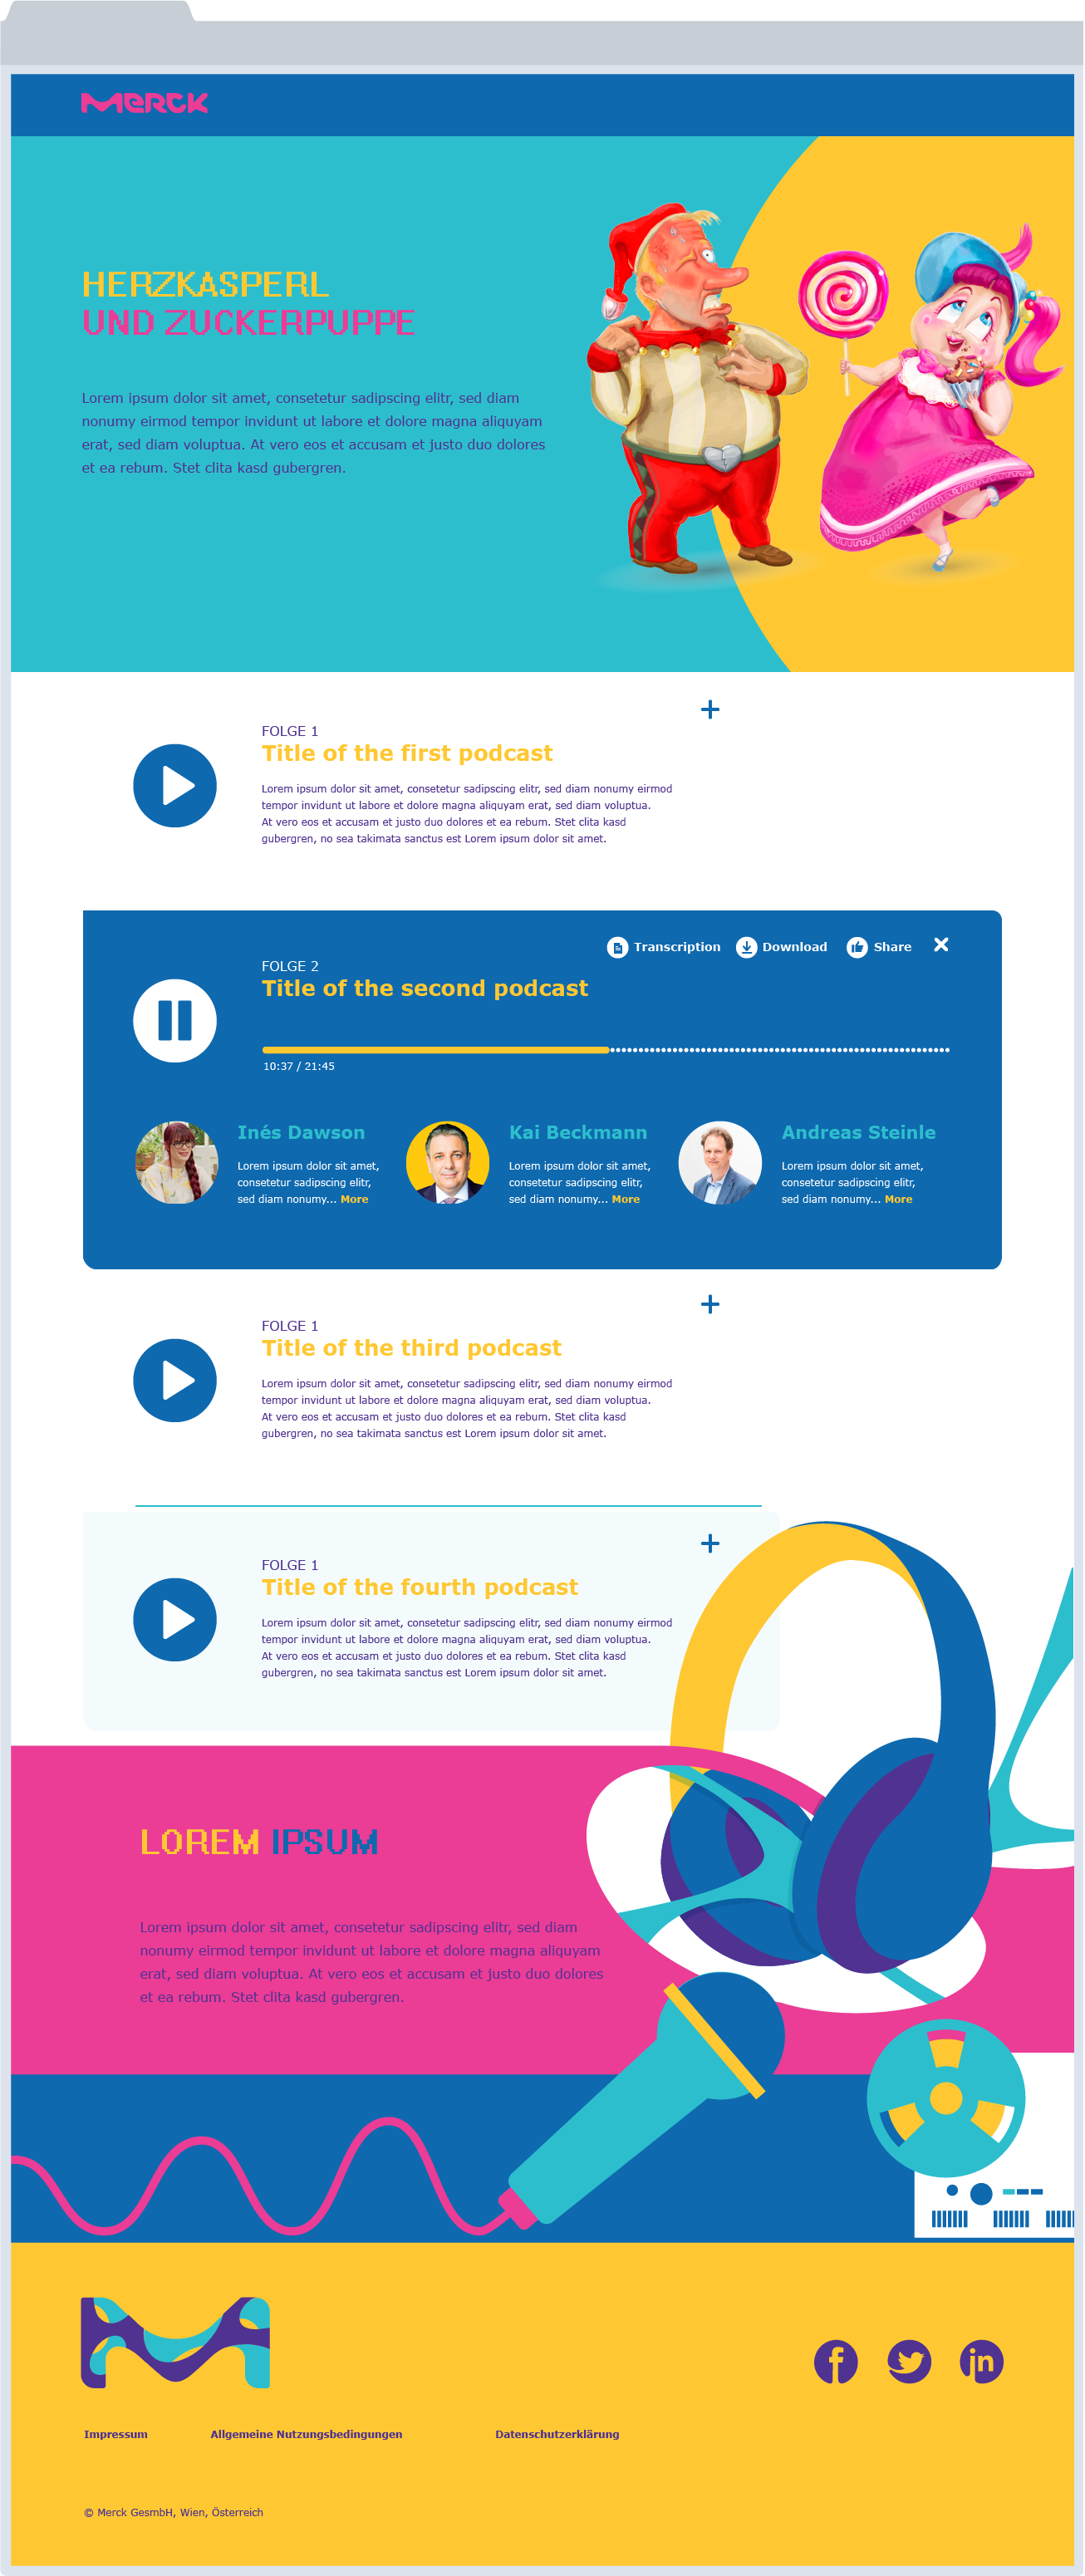 MERCK
HERZKASPERL
UND ZUCKERPUPPE
Lorem ipsum dolor sit amet, consetetur sadipscing elitr, sed diam
nonumy eirmod tempor invidunt ut labore et dolore magna aliquyam
erat, sed diam voluptua. At vero eos et accusam et justo duo dolores
et ea rebum. Stet clita kasd gubergren.
FOLGE 1
Title of the first podcast
Lorem ipsum dolor sit amet, consetetur sadipscing elitr, sed diam nonumy eirmod
tempor invidunt ut labore et dolore magna aliquyam erat, sed diam voluptua.
At vero eos et accusam et justo duo dolores et ea rebum. Stet clita kasd
gubergren, no sea takimata sanctus est Lorem ipsum dolor sit amet.
Transcription Download Share
FOLGE 2
Title of the second podcast
10:37 / 21:45
Inés Dawson
Lorem ipsum dolor sit amet,
consetetur sadipscing elitr,
sed diam nonumy... More
Kai Beckmann
Lorem ipsum dolor sit amet,
consetetur sadipscing elitr,
sed diam nonumy... More
Andreas Steinle
Lorem ipsum dolor sit amet,
consetetur sadipscing elitr,
sed diam nonumy... More
FOLGE 1
Title of the third podcast
Lorem ipsum dolor sit amet, consetetur sadipscing elitr, sed diam nonumy eirmod
tempor invidunt ut labore et dolore magna aliquyam erat, sed diam voluptua.
At vero eos et accusam et justo duo dolores et ea rebum. Stet clita kasd
gubergren, no sea takimata sanctus est Lorem ipsum dolor sit amet.
FOLGE 1
Title of the fourth podcast
Lorem ipsum dolor sit amet, consetetur sadipscing elitr, sed diam nonumy eirmod
tempor invidunt ut labore et dolore magna aliquyam erat, sed diam voluptua.
At vero eos et accusam et justo duo dolores et ea rebum. Stet clita kasd
gubergren, no sea takimata sanctus est Lorem ipsum dolor sit amet.
LOREM IPSUM
Lorem ipsum dolor sit amet, consetetur sadipscing elitr, sed diam
nonumy eirmod tempor invidunt ut labore et dolore magna aliquyam
erat, sed diam voluptua. At vero eos et accusam et justo duo dolores
et ea rebum. Stet clita kasd gubergren.
Impressum Allgemeine Nutzungsbedingungen Datenschutzerklärung
© Merck GesmbH, Wien, Österreich